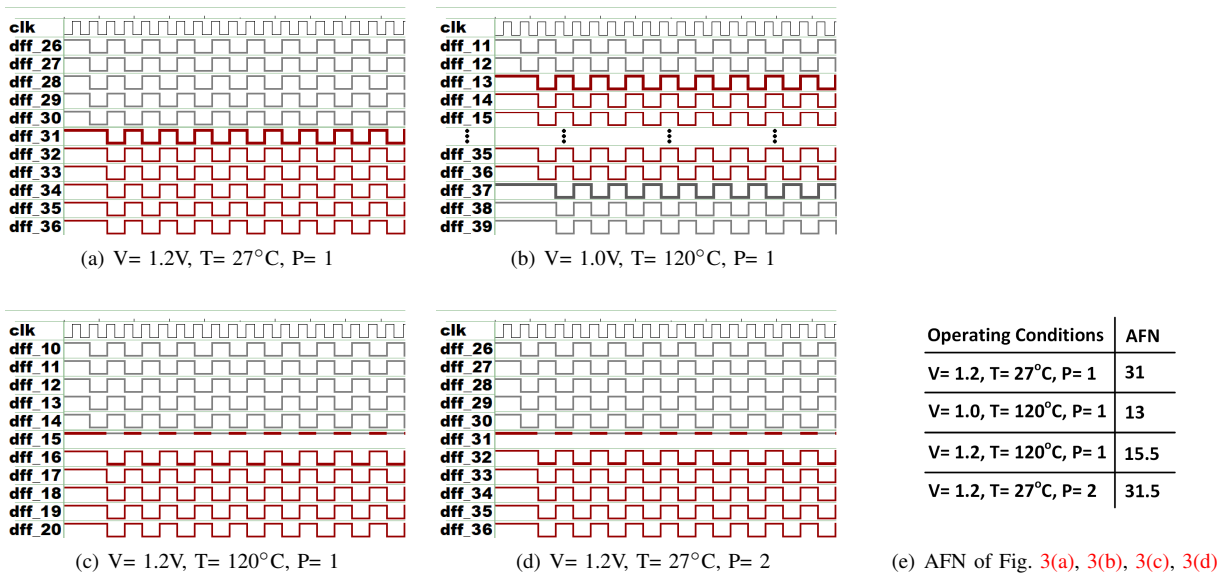 clk
dff_26
dff_27
dff_28
dff_29
dff_30
dff_31
dff_32
dff_33
dff_34
dff_35
dff_36
(a) V= 1.2V, T= 27°C, P= 1
clk
dff_11
dff_12
dff_13
dff_14
dff_15
dff_35
dff_36
dff_37
dff_38
dff_39
(b) V= 1.0V, T= 120°C, P= 1
clk
dff_10
dff_11
dff_12
dff_13
dff_14
dff_15
dff_16
dff_17
dff_18
dff_19
dff_20
(c) V= 1.2V, T= 120°C, P= 1
clk
dff_26
dff_27
dff_28
dff_29
dff_30
dff_31
dff_32
dff_33
dff_34
dff_35
dff_36
(d) V= 1.2V, T= 27°C, P= 2
Operating Conditions AFN
V= 1.2, T= 27°C, P= 1 31
V= 1.0, T= 120°C, P= 1 13
V= 1.2, T= 120°C, P= 1 15.5
V= 1.2, T= 27°C, P= 2 31.5
(e) AFN of Fig. 3(a), 3(b), 3(c), 3(d)